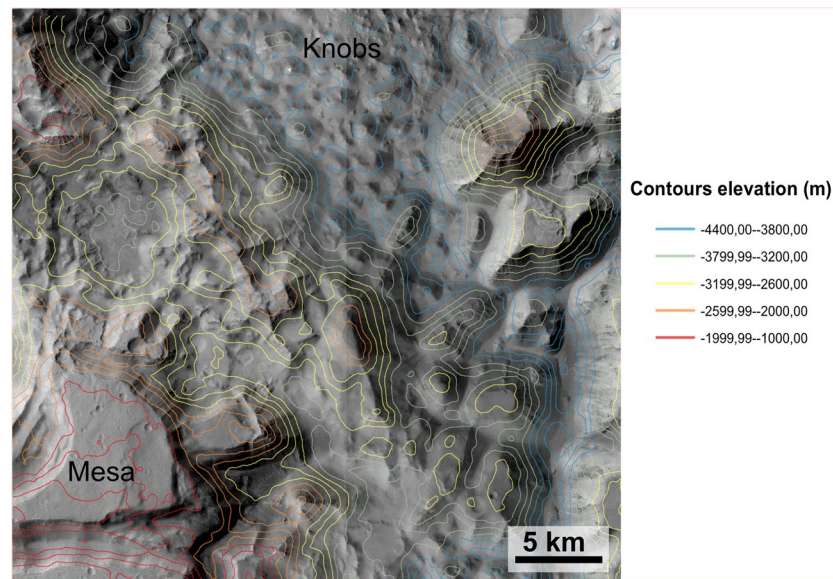 Knobs
Contours elevation (m)
-4400,00--3800,00
-3799,99--3200,00
-3199,99--2600,00
-2599,99--2000,00
-1999,99--1000,00
Mesa
5 km